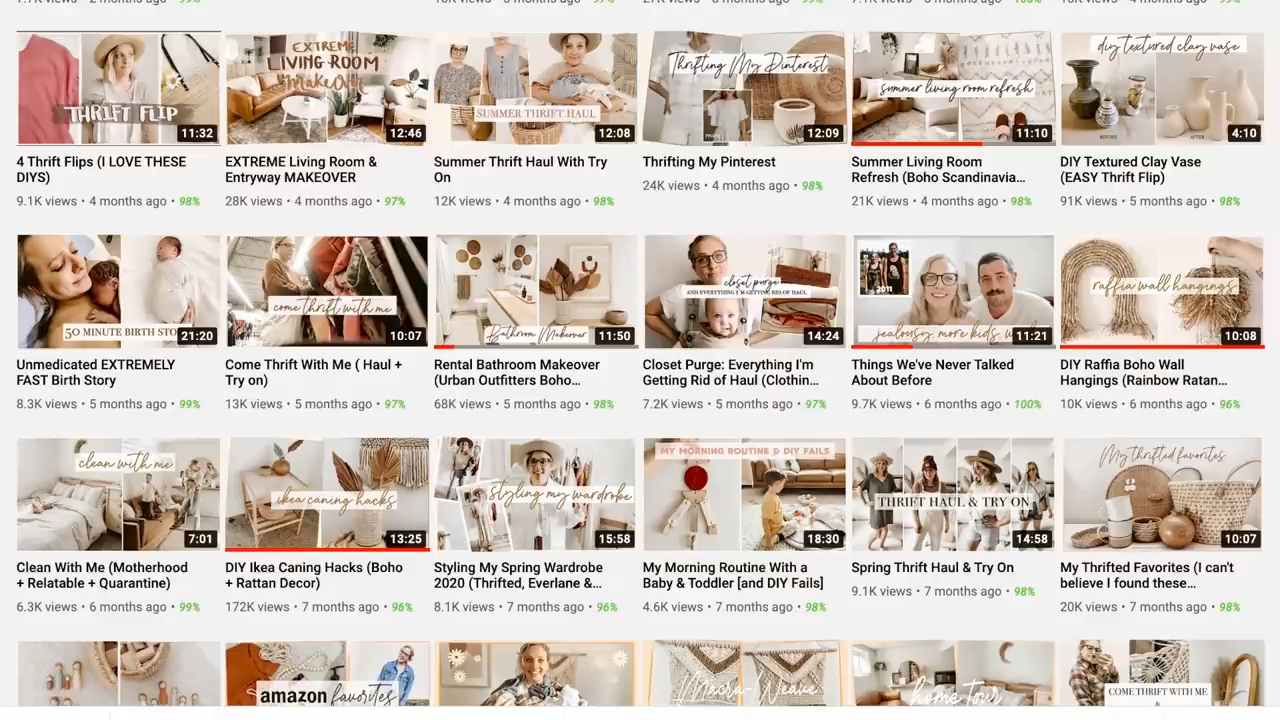 EXTREME
LIVING ROOM
MakeOver
THRIFT FLIP
SUMMER THRIFT HAUL
Thrifting My Pinterest
summer living room refresh
diy textured clay vase
BEFORE
AFTER
11:32
12:46
12:08
12:09
11:10
4:10
4 Thrift Flips (I LOVE THESE
DIYS)
9.1K views • 2 months ago • 98%
EXTREME Living Room &
Entryway MAKEOVER
28K views • 4 months ago • 97%
Summer Thrift Haul With Try
On
12K views • 4 months ago • 98%
Thrifting My Pinterest
24K views • 4 months ago • 98%
Summer Living Room
Refresh (Boho Scandinavia...
21K views • 4 months ago • 98%
DIY Textured Clay Vase
(EASY Thrift Flip)
91K views • 5 months ago • 98%
50 MINUTE BIRTH STO
come thrift with me
Bathroom Makeover
closet purge
AND EVERYTHING I'M GETTING RID OF HAUL
2011
jealousy, more kids, w
raffia wall hangings
21:20
10:07
11:50
14:24
11:21
10:08
Unmedicated EXTREMELY
FAST Birth Story
8.3K views • 5 months ago • 99%
Come Thrift With Me ( Haul +
Try on)
13K views • 5 months ago • 97%
Rental Bathroom Makeover
(Urban Outfitters Boho...
68K views • 5 months ago • 98%
Closet Purge: Everything I'm
Getting Rid of Haul (Clothin...
7.2K views • 5 months ago • 97%
Things We've Never Talked
About Before
9.7K views • 6 months ago • 100%
DIY Raffia Boho Wall
Hangings (Rainbow Ratan...
10K views • 6 months ago • 96%
clean with me
ikea caning hacks
styling my wardrobe
MY MORNING ROUTINE & DIY FAILS
THRIFT HAUL & TRY ON
My thrifted favorites
7:01
13:25
15:58
18:30
14:58
10:07
Clean With Me (Motherhood
+ Relatable + Quarantine)
6.3K views • 6 months ago • 99%
DIY Ikea Caning Hacks (Boho
+ Rattan Decor)
172K views • 7 months ago • 96%
Styling My Spring Wardrobe
2020 (Thrifted, Everlane &...
8.1K views • 7 months ago • 96%
My Morning Routine With a
Baby & Toddler [and DIY Fails]
4.6K views • 7 months ago • 98%
Spring Thrift Haul & Try On
9.1K views • 7 months ago • 98%
My Thrifted Favorites (I can't
believe I found these...
20K views • 7 months ago • 98%
amazon favorites
Macra-Weave
home tour
COME THRIFT WITH ME
&